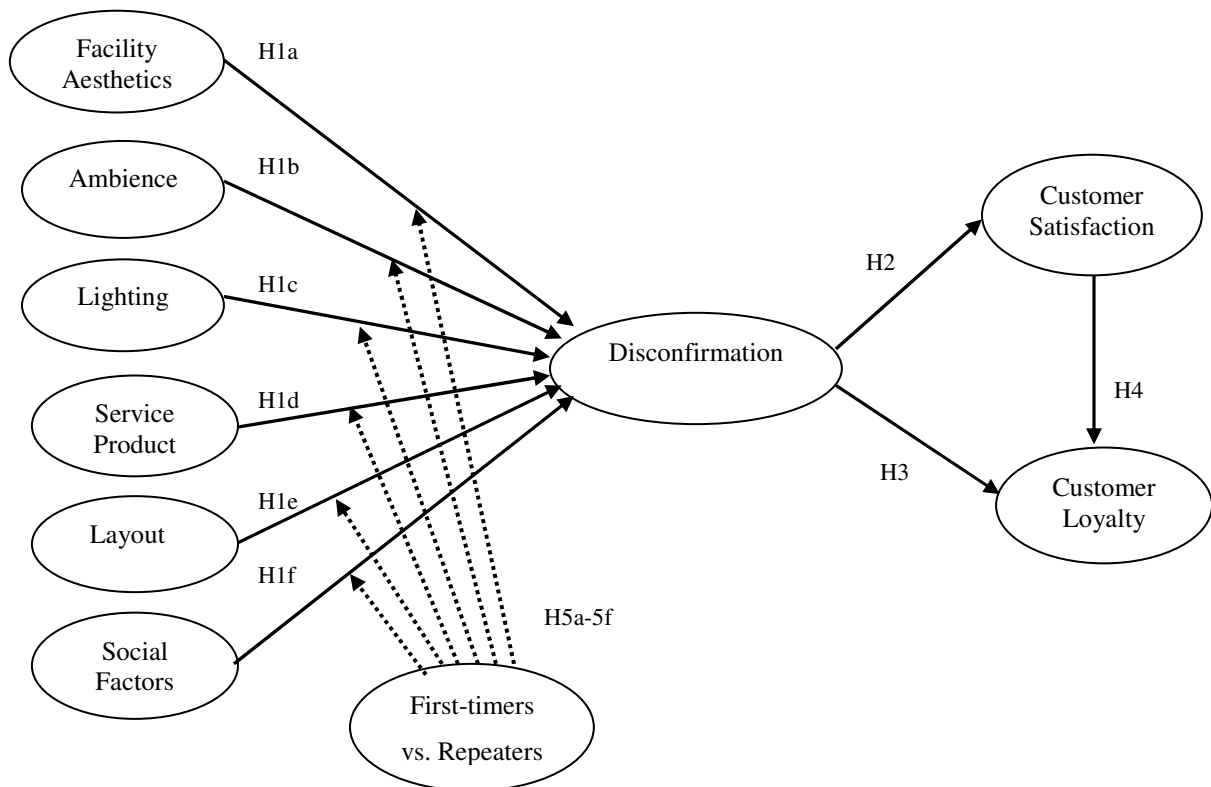 Facility
Aesthetics
H1a
Ambience
H1b
Lighting
H1c
Service
Product
H1d
Layout
H1e
Social
Factors
H1f
First-timers
vs. Repeaters
H5a-5f
Disconfirmation
H2
H3
Customer
Satisfaction
H4
Customer
Loyalty